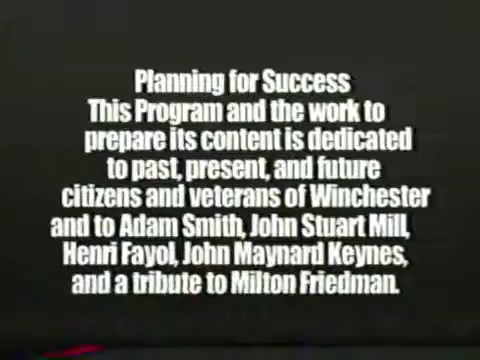 Planning for Success
This Program and the work to
prepare its content is dedicated
to past, present, and future
citizens and veterans of Winchester
and to Adam Smith, John Stuart Mill,
Henri Fayol, John Maynard Keynes,
and a tribute to Milton Friedman.